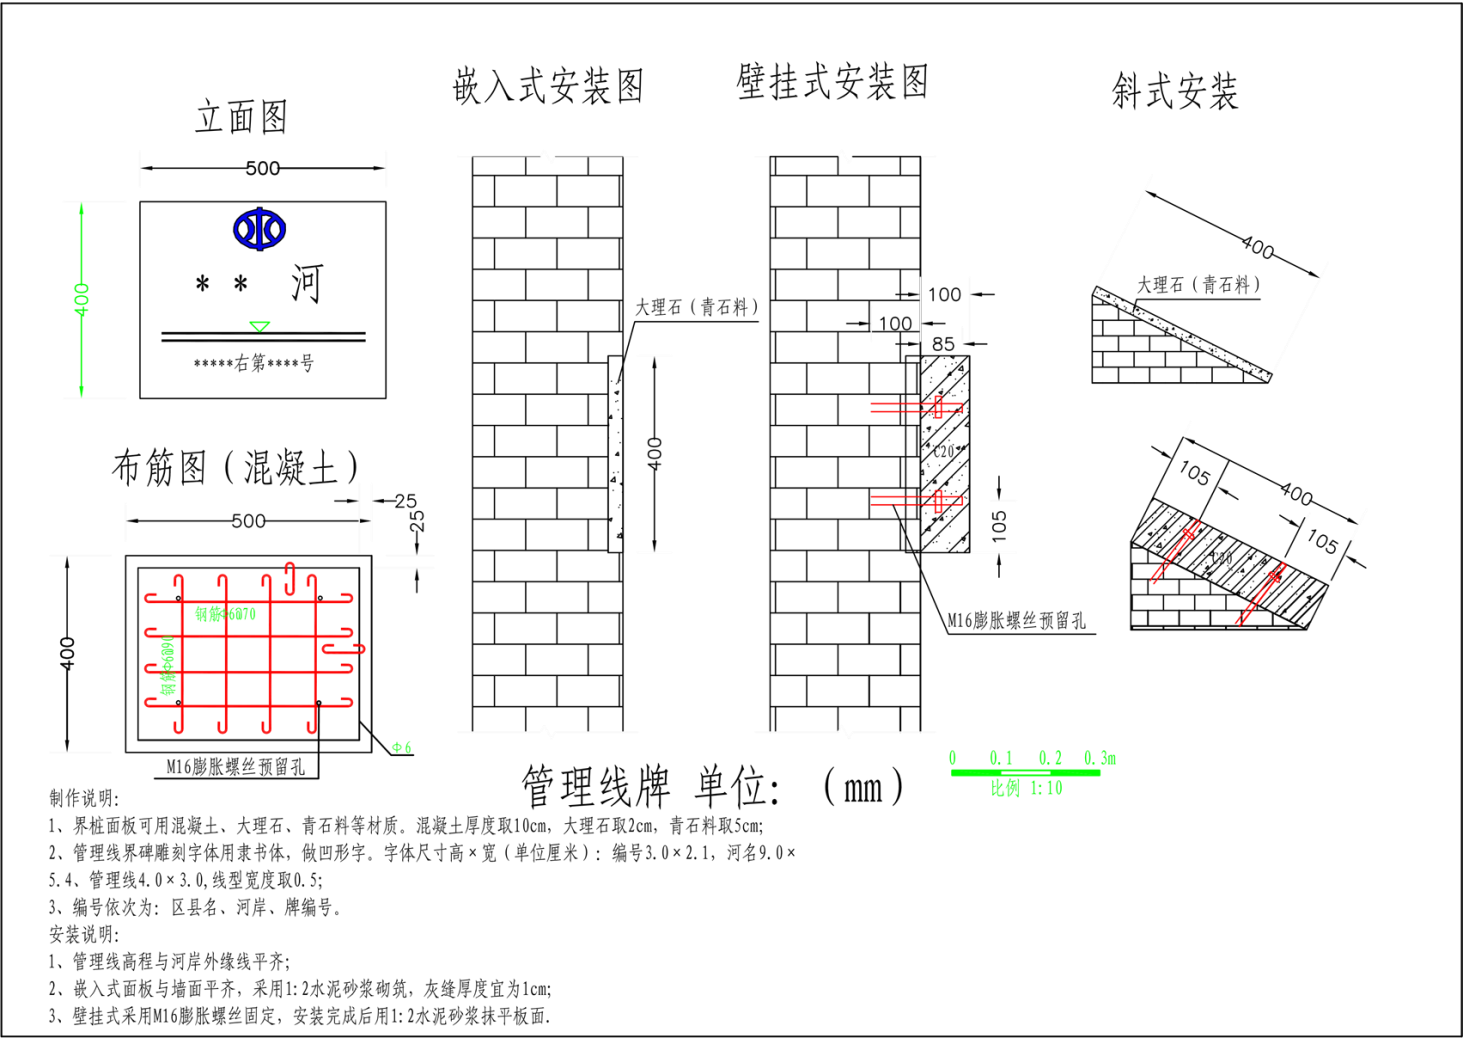 立面图
嵌入式安装图
壁挂式安装图
斜式安装
500
400
** 河
*****右第****号
大理石（青石料）
400
100
100
85
C20
105
M16膨胀螺丝预留孔
400
大理石（青石料）
105
400
105
C20
布筋图（混凝土）
25
25
500
400
钢筋Φ6@70
钢筋Φ6@90
Φ6
M16膨胀螺丝预留孔
管理线牌 单位：（mm）
0 0.1 0.2 0.3m
比例 1:10
制作说明：
1、界桩面板可用混凝土、大理石、青石料等材质。混凝土厚度取10cm，大理石取2cm，青石料取5cm；
2、管理线界碑雕刻字体用隶书体，做凹形字。字体尺寸高×宽（单位厘米）：编号3.0×2.1，河名9.0×
5.4、管理线4.0×3.0,线型宽度取0.5；
3、编号依次为：区县名、河岸、牌编号。
安装说明：
1、管理线高程与河岸外缘线平齐；
2、嵌入式面板与墙面平齐，采用1:2水泥砂浆砌筑，灰缝厚度宜为1cm；
3、壁挂式采用M16膨胀螺丝固定，安装完成后用1:2水泥砂浆抹平板面.